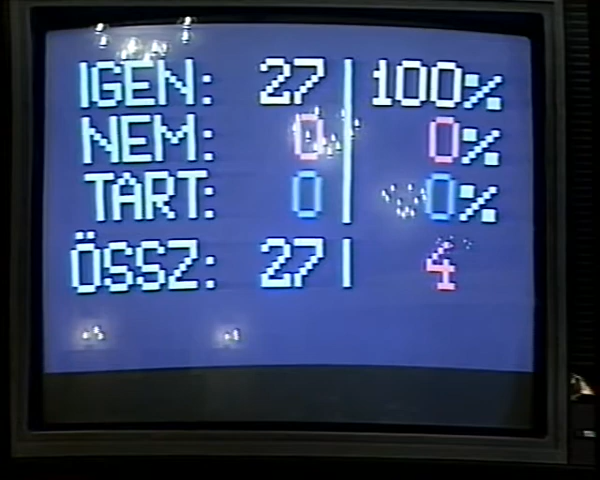 IGEN: 27 | 100%
NEM: 0 | 0%
TART: 0 | 0%
ÖSSZ: 27 | 4